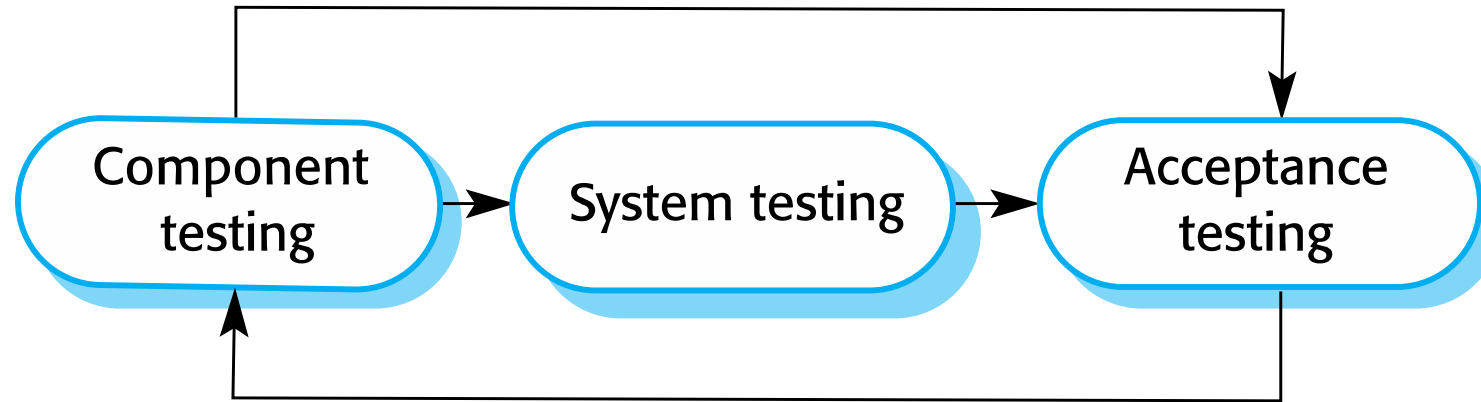 Component
testing
System testing
Acceptance
testing